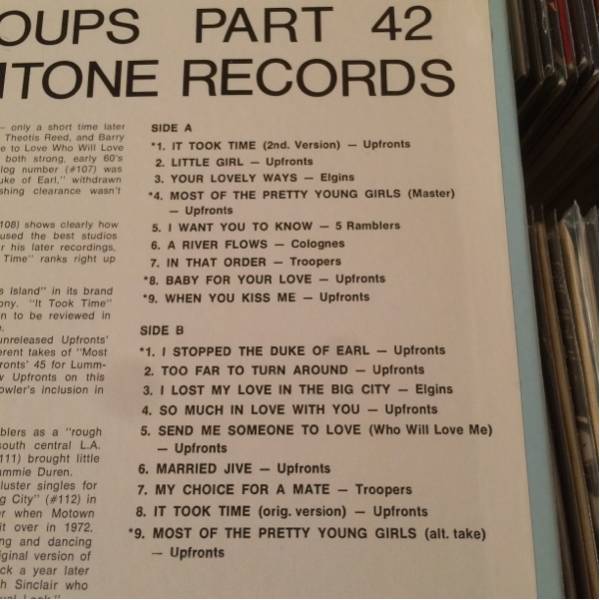 OUPS PART 42
ITONE RECORDS
— only a short time later
Theotis Reed, and Barry
e to Love Who Will Love
both strong, early 60's
log number (#107) was
uke of Earl," withdrawn
shing clearance wasn't
108) shows clearly how
used the best studios
r his later recordings,
Time" ranks right up
s Island" in its brand
ony. "It Took Time"
n to be reviewed in
e.
unreleased Upfronts'
erent takes of "Most
ronts' 45 for Lumm-
w Upfronts on this
owler's inclusion in
blers as a "rough
south central L.A.
111) brought little
ammie Duren.
cluster singles for
g City" (#112) in
er when Motown
it over in 1972.
ng and dancing
iginal version of
ck a year later
h Sinclair who
SIDE A
*1. IT TOOK TIME (2nd. Version) — Upfronts
2. LITTLE GIRL — Upfronts
3. YOUR LOVELY WAYS — Elgins
*4. MOST OF THE PRETTY YOUNG GIRLS (Master)
— Upfronts
5. I WANT YOU TO KNOW — 5 Ramblers
6. A RIVER FLOWS — Colognes
7. IN THAT ORDER — Troopers
*8. BABY FOR YOUR LOVE — Upfronts
*9. WHEN YOU KISS ME — Upfronts
SIDE B
*1. I STOPPED THE DUKE OF EARL — Upfronts
2. TOO FAR TO TURN AROUND — Upfronts
3. I LOST MY LOVE IN THE BIG CITY — Elgins
4. SO MUCH IN LOVE WITH YOU — Upfronts
5. SEND ME SOMEONE TO LOVE (Who Will Love Me)
— Upfronts
6. MARRIED JIVE — Upfronts
7. MY CHOICE FOR A MATE — Troopers
8. IT TOOK TIME (orig. version) — Upfronts
*9. MOST OF THE PRETTY YOUNG GIRLS (alt. take)
— Upfronts